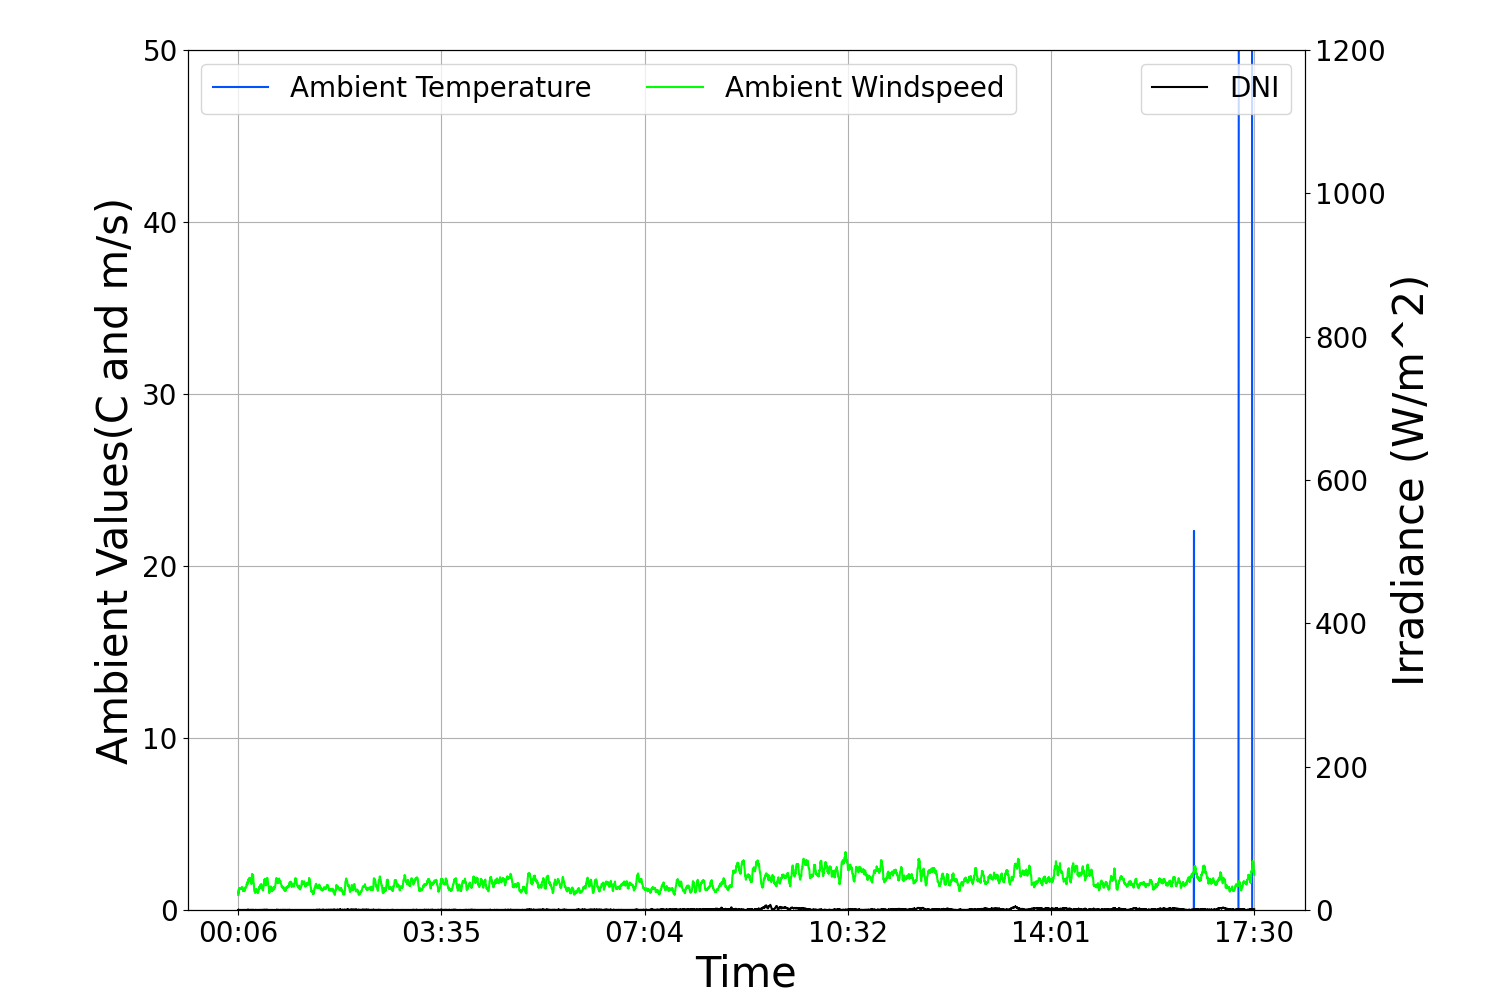 Ambient Temperature
Ambient Windspeed
DNI
Ambient Values(C and m/s)
50
40
30
20
10
0
1200
1000
800
600
400
200
0
Irradiance (W/m^2)
00:06 03:35 07:04 10:32 14:01 17:30
Time